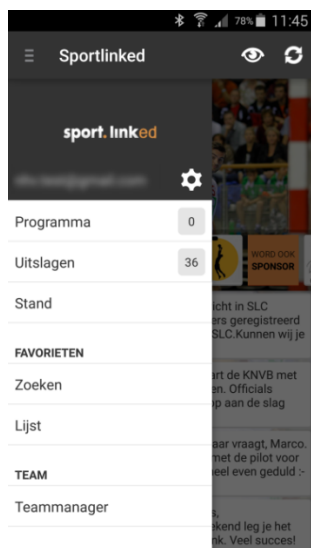 78% 11:45
Sportlinked
sport.linked
Programma 0
Uitslagen 36
WORD OOK
SPONSOR
Stand
icht in SLC
ers geregistreerd
SLC.Kunnen wij je
FAVORIETEN
Zoeken
art de KNVB met
en. Officials
op aan de slag
Lijst
aar vraagt, Marco.
met de pilot voor
eel even geduld :-
TEAM
Teammanager
s,
ekend leg je het
nk. Veel succes!